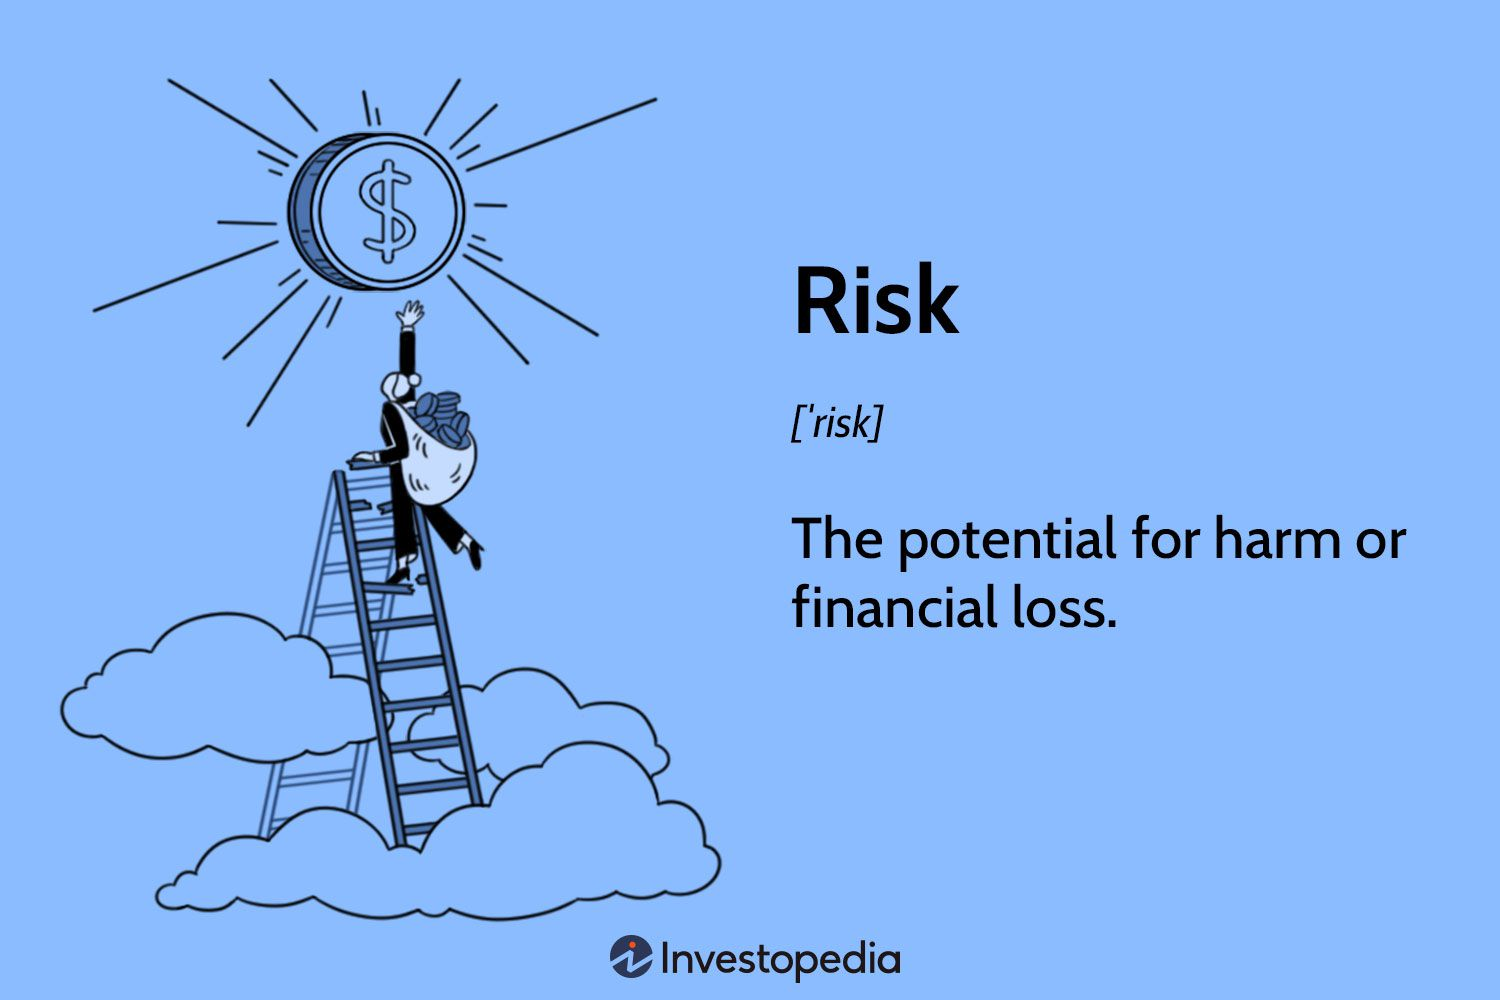 $
Risk
['risk]
The potential for harm or
financial loss.
Investopedia